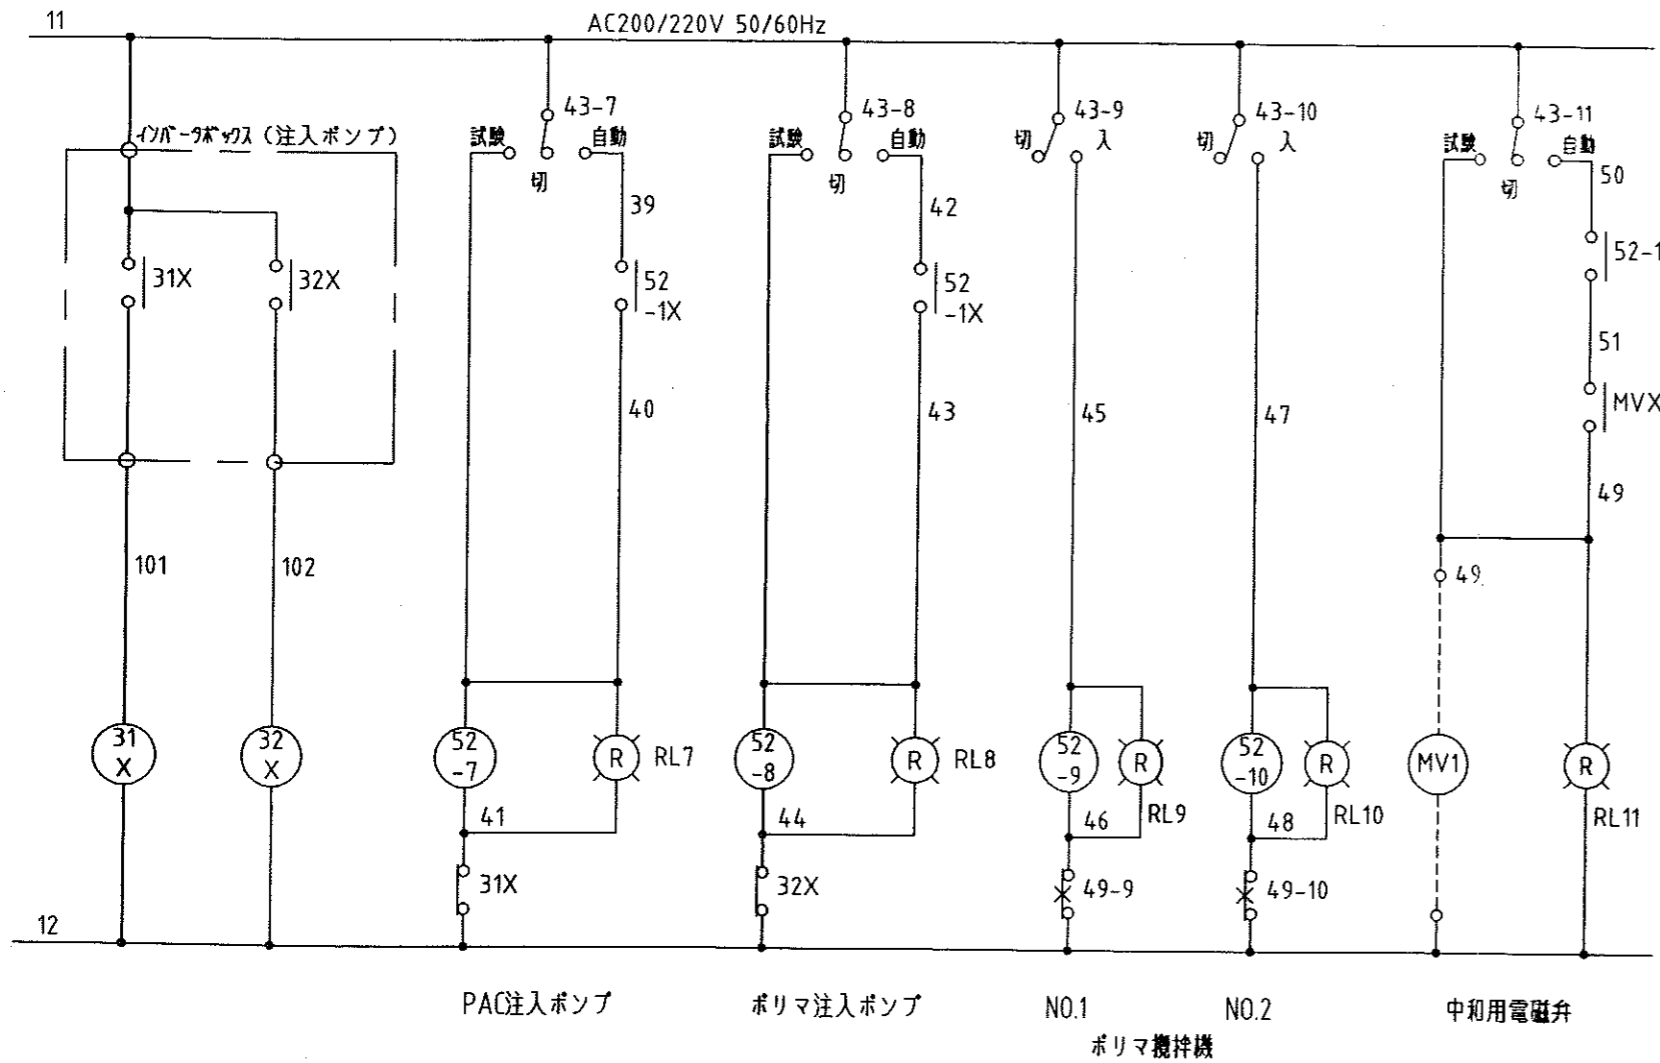 11
AC200/220V 50/60Hz
43-7
43-8
43-9
43-10
43-11
インバータボックス (注入ポンプ)
試験
自動
試験
自動
切
入
切
入
試験
自動
切
切
切
39
42
50
31X
32X
52
-1X
52
-1X
52-1
51
40
43
45
47
MVX
49
101
102
49
31
X
32
X
52
-7
R
RL7
52
-8
R
RL8
52
-9
R
RL9
52
-10
R
RL10
MV1
R
RL11
41
44
46
48
31X
32X
49-9
49-10
12
PAC注入ポンプ
ポリマ注入ポンプ
NO.1
NO.2
中和用電磁弁
ポリマ攪拌機